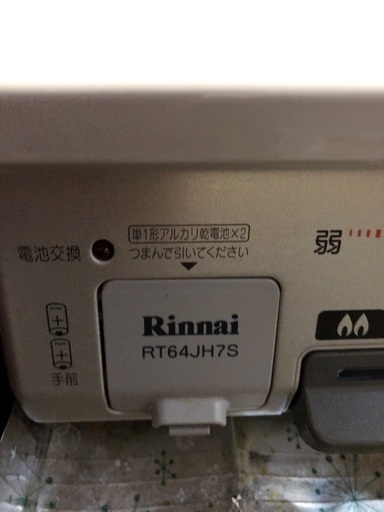 単1形アルカリ乾電池×2
電池交換
つまんで引いてください
弱
Rinnai
RT64JH7S
手前